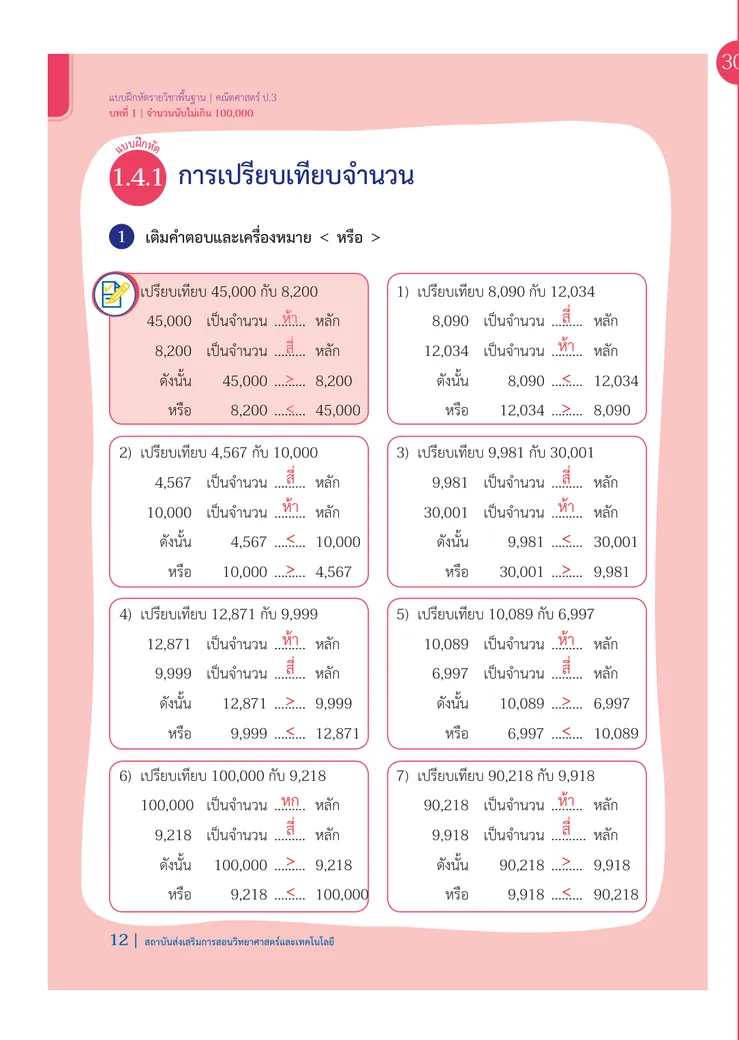 30
แบบฝึกหัดรายวิชาพื้นฐาน | คณิตศาสตร์ ป.3
บทที่ 1 | จำนวนนับไม่เกิน 100,000
แบบฝึกหัด
1.4.1 การเปรียบเทียบจำนวน
1 เติมคำตอบและเครื่องหมาย < หรือ >
เปรียบเทียบ 45,000 กับ 8,200
45,000 เป็นจำนวน ...ห้า... หลัก
8,200 เป็นจำนวน ...สี่... หลัก
ดังนั้น 45,000 ...>... 8,200
หรือ 8,200 ...<... 45,000
1) เปรียบเทียบ 8,090 กับ 12,034
8,090 เป็นจำนวน ...สี่... หลัก
12,034 เป็นจำนวน ...ห้า... หลัก
ดังนั้น 8,090 ...<... 12,034
หรือ 12,034 ...>... 8,090
2) เปรียบเทียบ 4,567 กับ 10,000
4,567 เป็นจำนวน ...สี่... หลัก
10,000 เป็นจำนวน ...ห้า... หลัก
ดังนั้น 4,567 ...<... 10,000
หรือ 10,000 ...>... 4,567
3) เปรียบเทียบ 9,981 กับ 30,001
9,981 เป็นจำนวน ...สี่... หลัก
30,001 เป็นจำนวน ...ห้า... หลัก
ดังนั้น 9,981 ...<... 30,001
หรือ 30,001 ...>... 9,981
4) เปรียบเทียบ 12,871 กับ 9,999
12,871 เป็นจำนวน ...ห้า... หลัก
9,999 เป็นจำนวน ...สี่... หลัก
ดังนั้น 12,871 ...>... 9,999
หรือ 9,999 ...<... 12,871
5) เปรียบเทียบ 10,089 กับ 6,997
10,089 เป็นจำนวน ...ห้า... หลัก
6,997 เป็นจำนวน ...สี่... หลัก
ดังนั้น 10,089 ...>... 6,997
หรือ 6,997 ...<... 10,089
6) เปรียบเทียบ 100,000 กับ 9,218
100,000 เป็นจำนวน ...หก... หลัก
9,218 เป็นจำนวน ...สี่... หลัก
ดังนั้น 100,000 ...>... 9,218
หรือ 9,218 ...<... 100,000
7) เปรียบเทียบ 90,218 กับ 9,918
90,218 เป็นจำนวน ...ห้า... หลัก
9,918 เป็นจำนวน ...สี่... หลัก
ดังนั้น 90,218 ...>... 9,918
หรือ 9,918 ...<... 90,218
12 | สถาบันส่งเสริมการสอนวิทยาศาสตร์และเทคโนโลยี